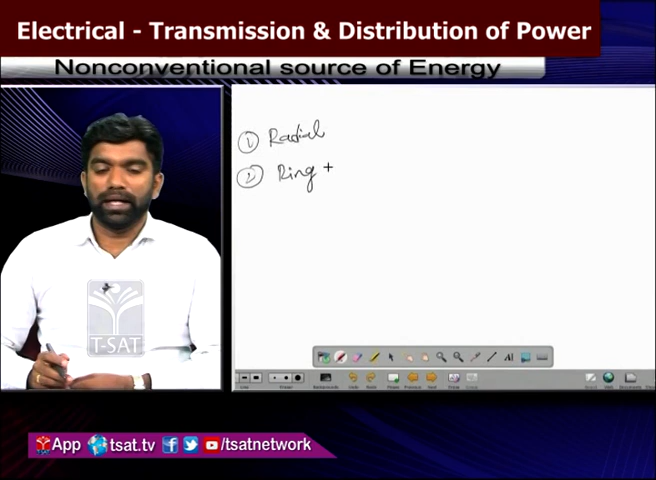 Electrical - Transmission & Distribution of Power
Nonconventional source of Energy
① Radial
② Ring +
T-SAT
App tsat.tv /tsatnetwork